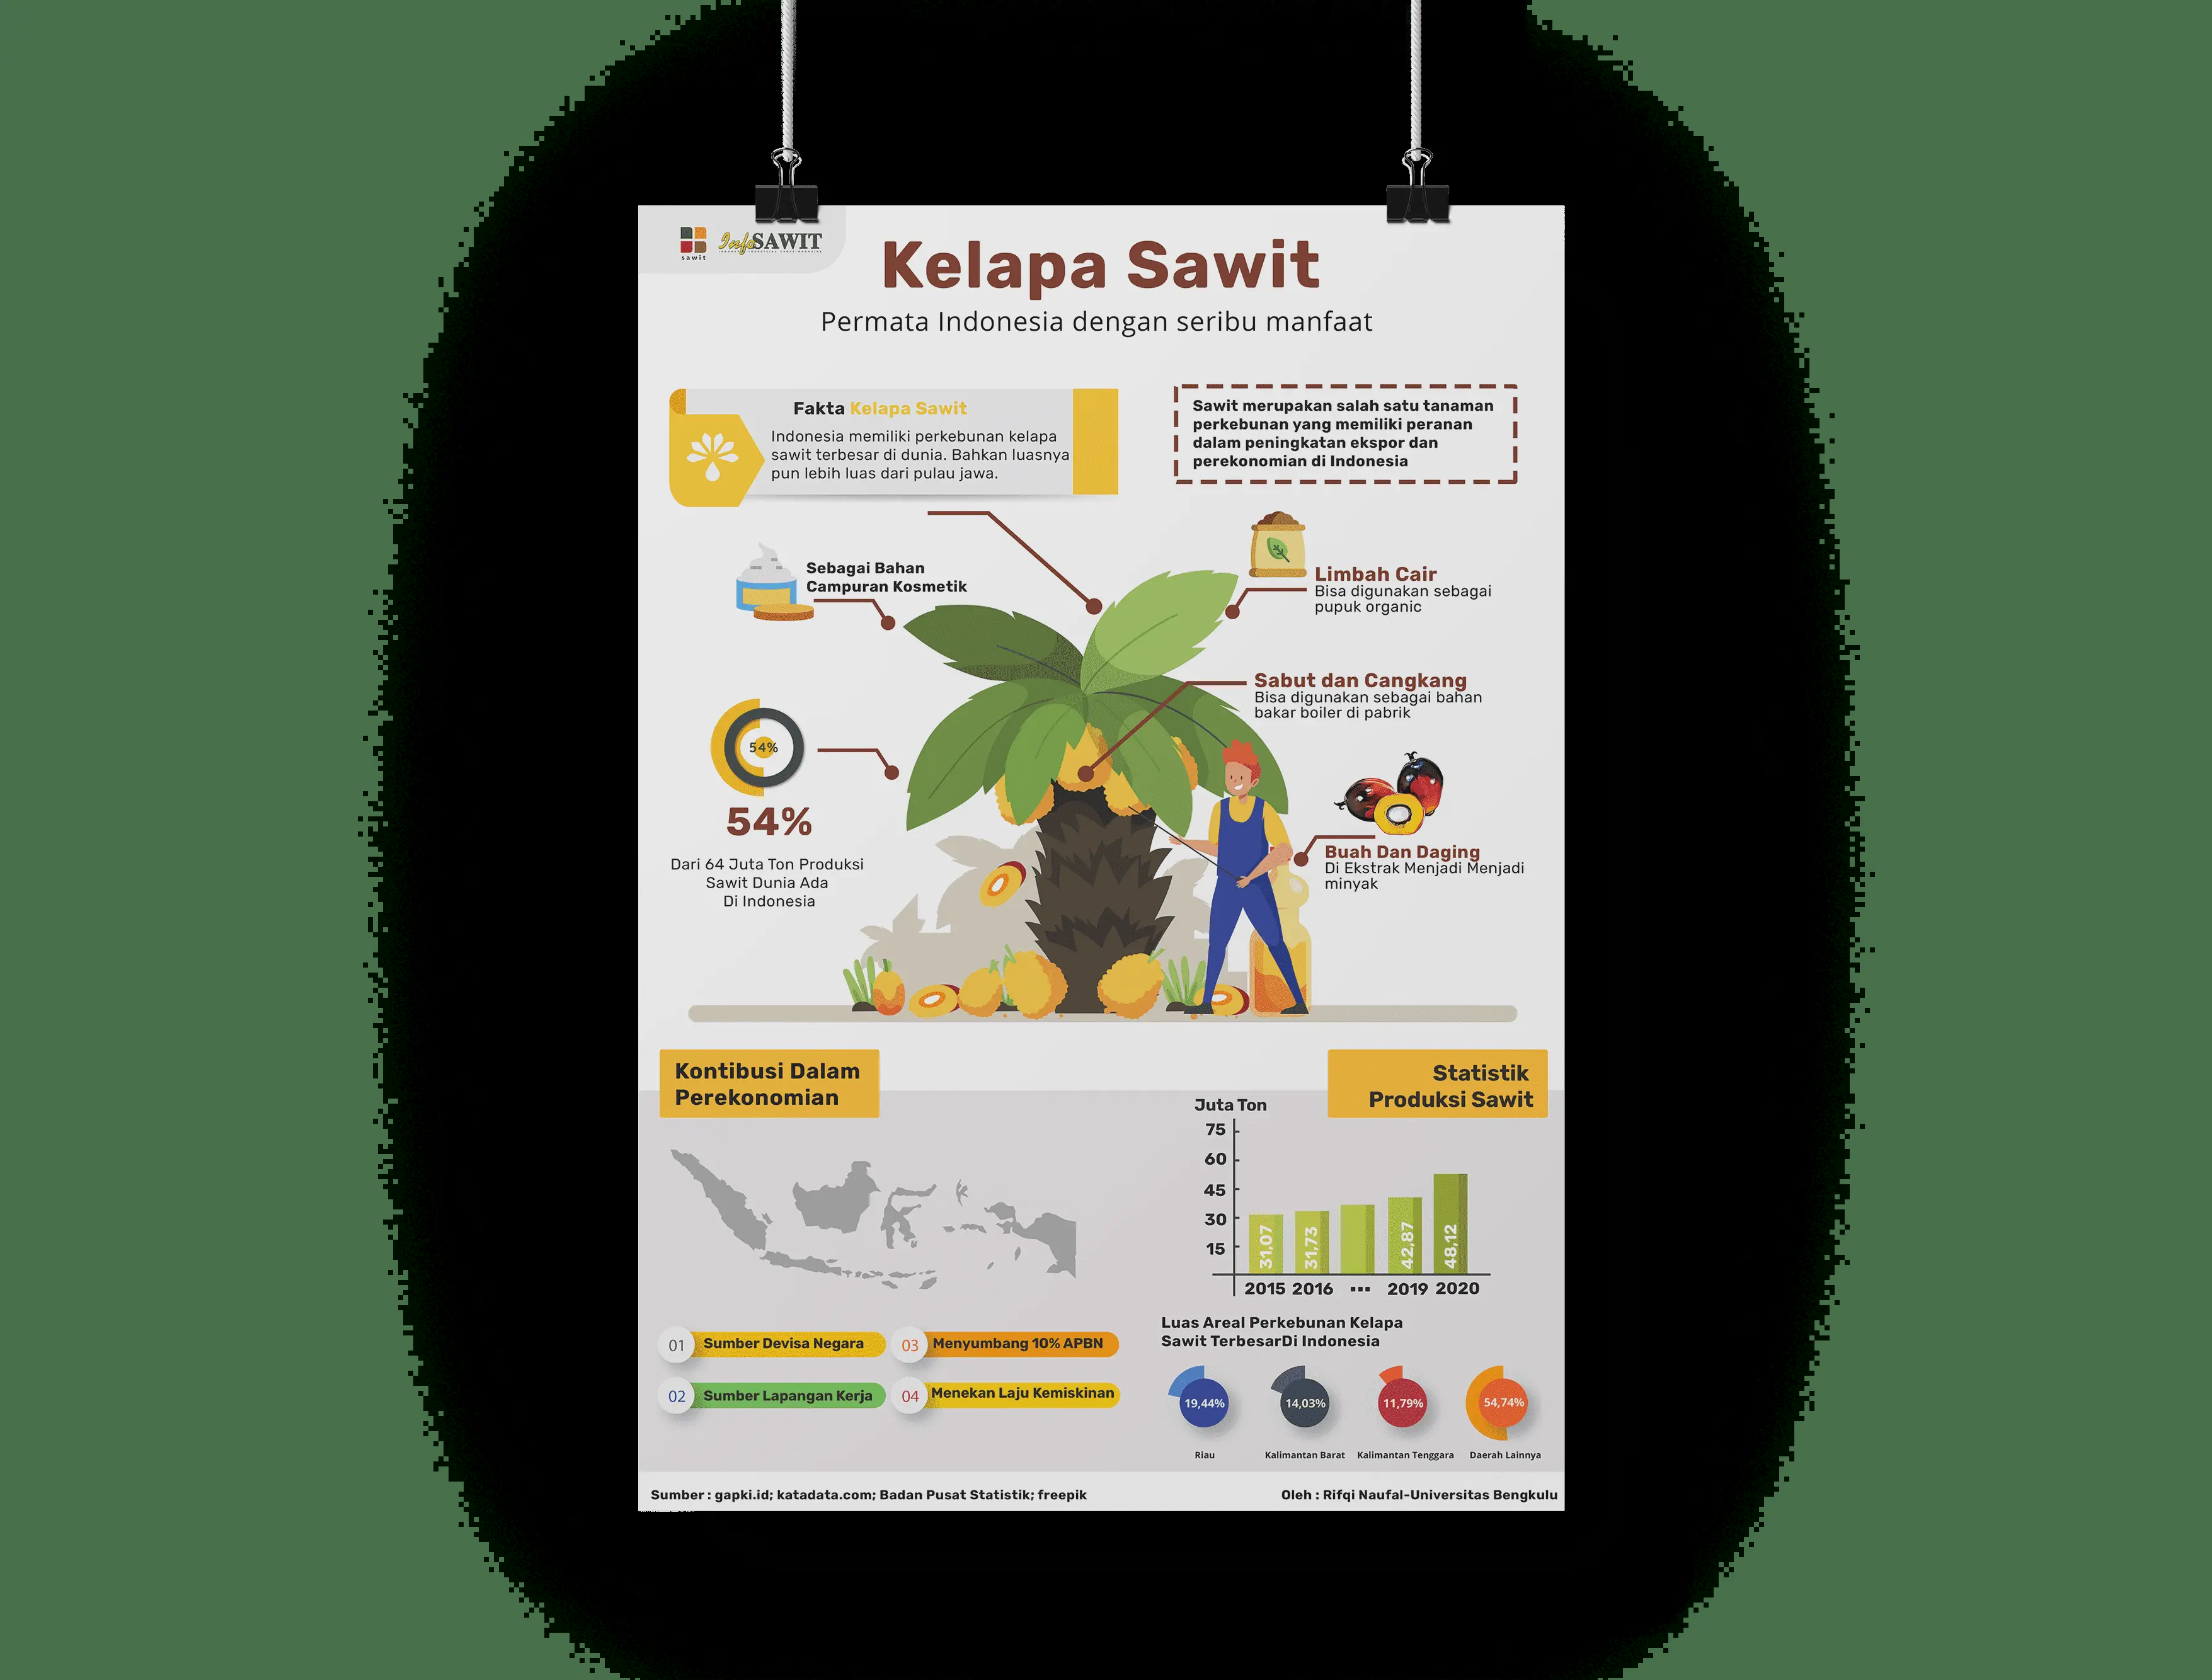 sawit
InfoSAWIT
Kelapa Sawit
Permata Indonesia dengan seribu manfaat
Fakta Kelapa Sawit
Indonesia memiliki perkebunan kelapa
sawit terbesar di dunia. Bahkan luasnya
pun lebih luas dari pulau jawa.
Sawit merupakan salah satu tanaman
perkebunan yang memiliki peranan
dalam peningkatan ekspor dan
perekonomian di Indonesia
Sebagai Bahan
Campuran Kosmetik
Limbah Cair
Bisa digunakan sebagai
pupuk organic
Sabut dan Cangkang
Bisa digunakan sebagai bahan
bakar boiler di pabrik
54%
54%
Dari 64 Juta Ton Produksi
Sawit Dunia Ada
Di Indonesia
Buah Dan Daging
Di Ekstrak Menjadi Menjadi
minyak
Kontibusi Dalam
Perekonomian
01 Sumber Devisa Negara
02 Sumber Lapangan Kerja
03 Menyumbang 10% APBN
04 Menekan Laju Kemiskinan
Statistik
Produksi Sawit
Juta Ton
75
60
45
30
15
31,07 31,73 42,87 48,12
2015 2016 ... 2019 2020
Luas Areal Perkebunan Kelapa
Sawit TerbesarDi Indonesia
19,44% 14,03% 11,79% 54,74%
Riau Kalimantan Barat Kalimantan Tenggara Daerah Lainnya
Sumber : gapki.id; katadata.com; Badan Pusat Statistik; freepik
Oleh : Rifqi Naufal-Universitas Bengkulu